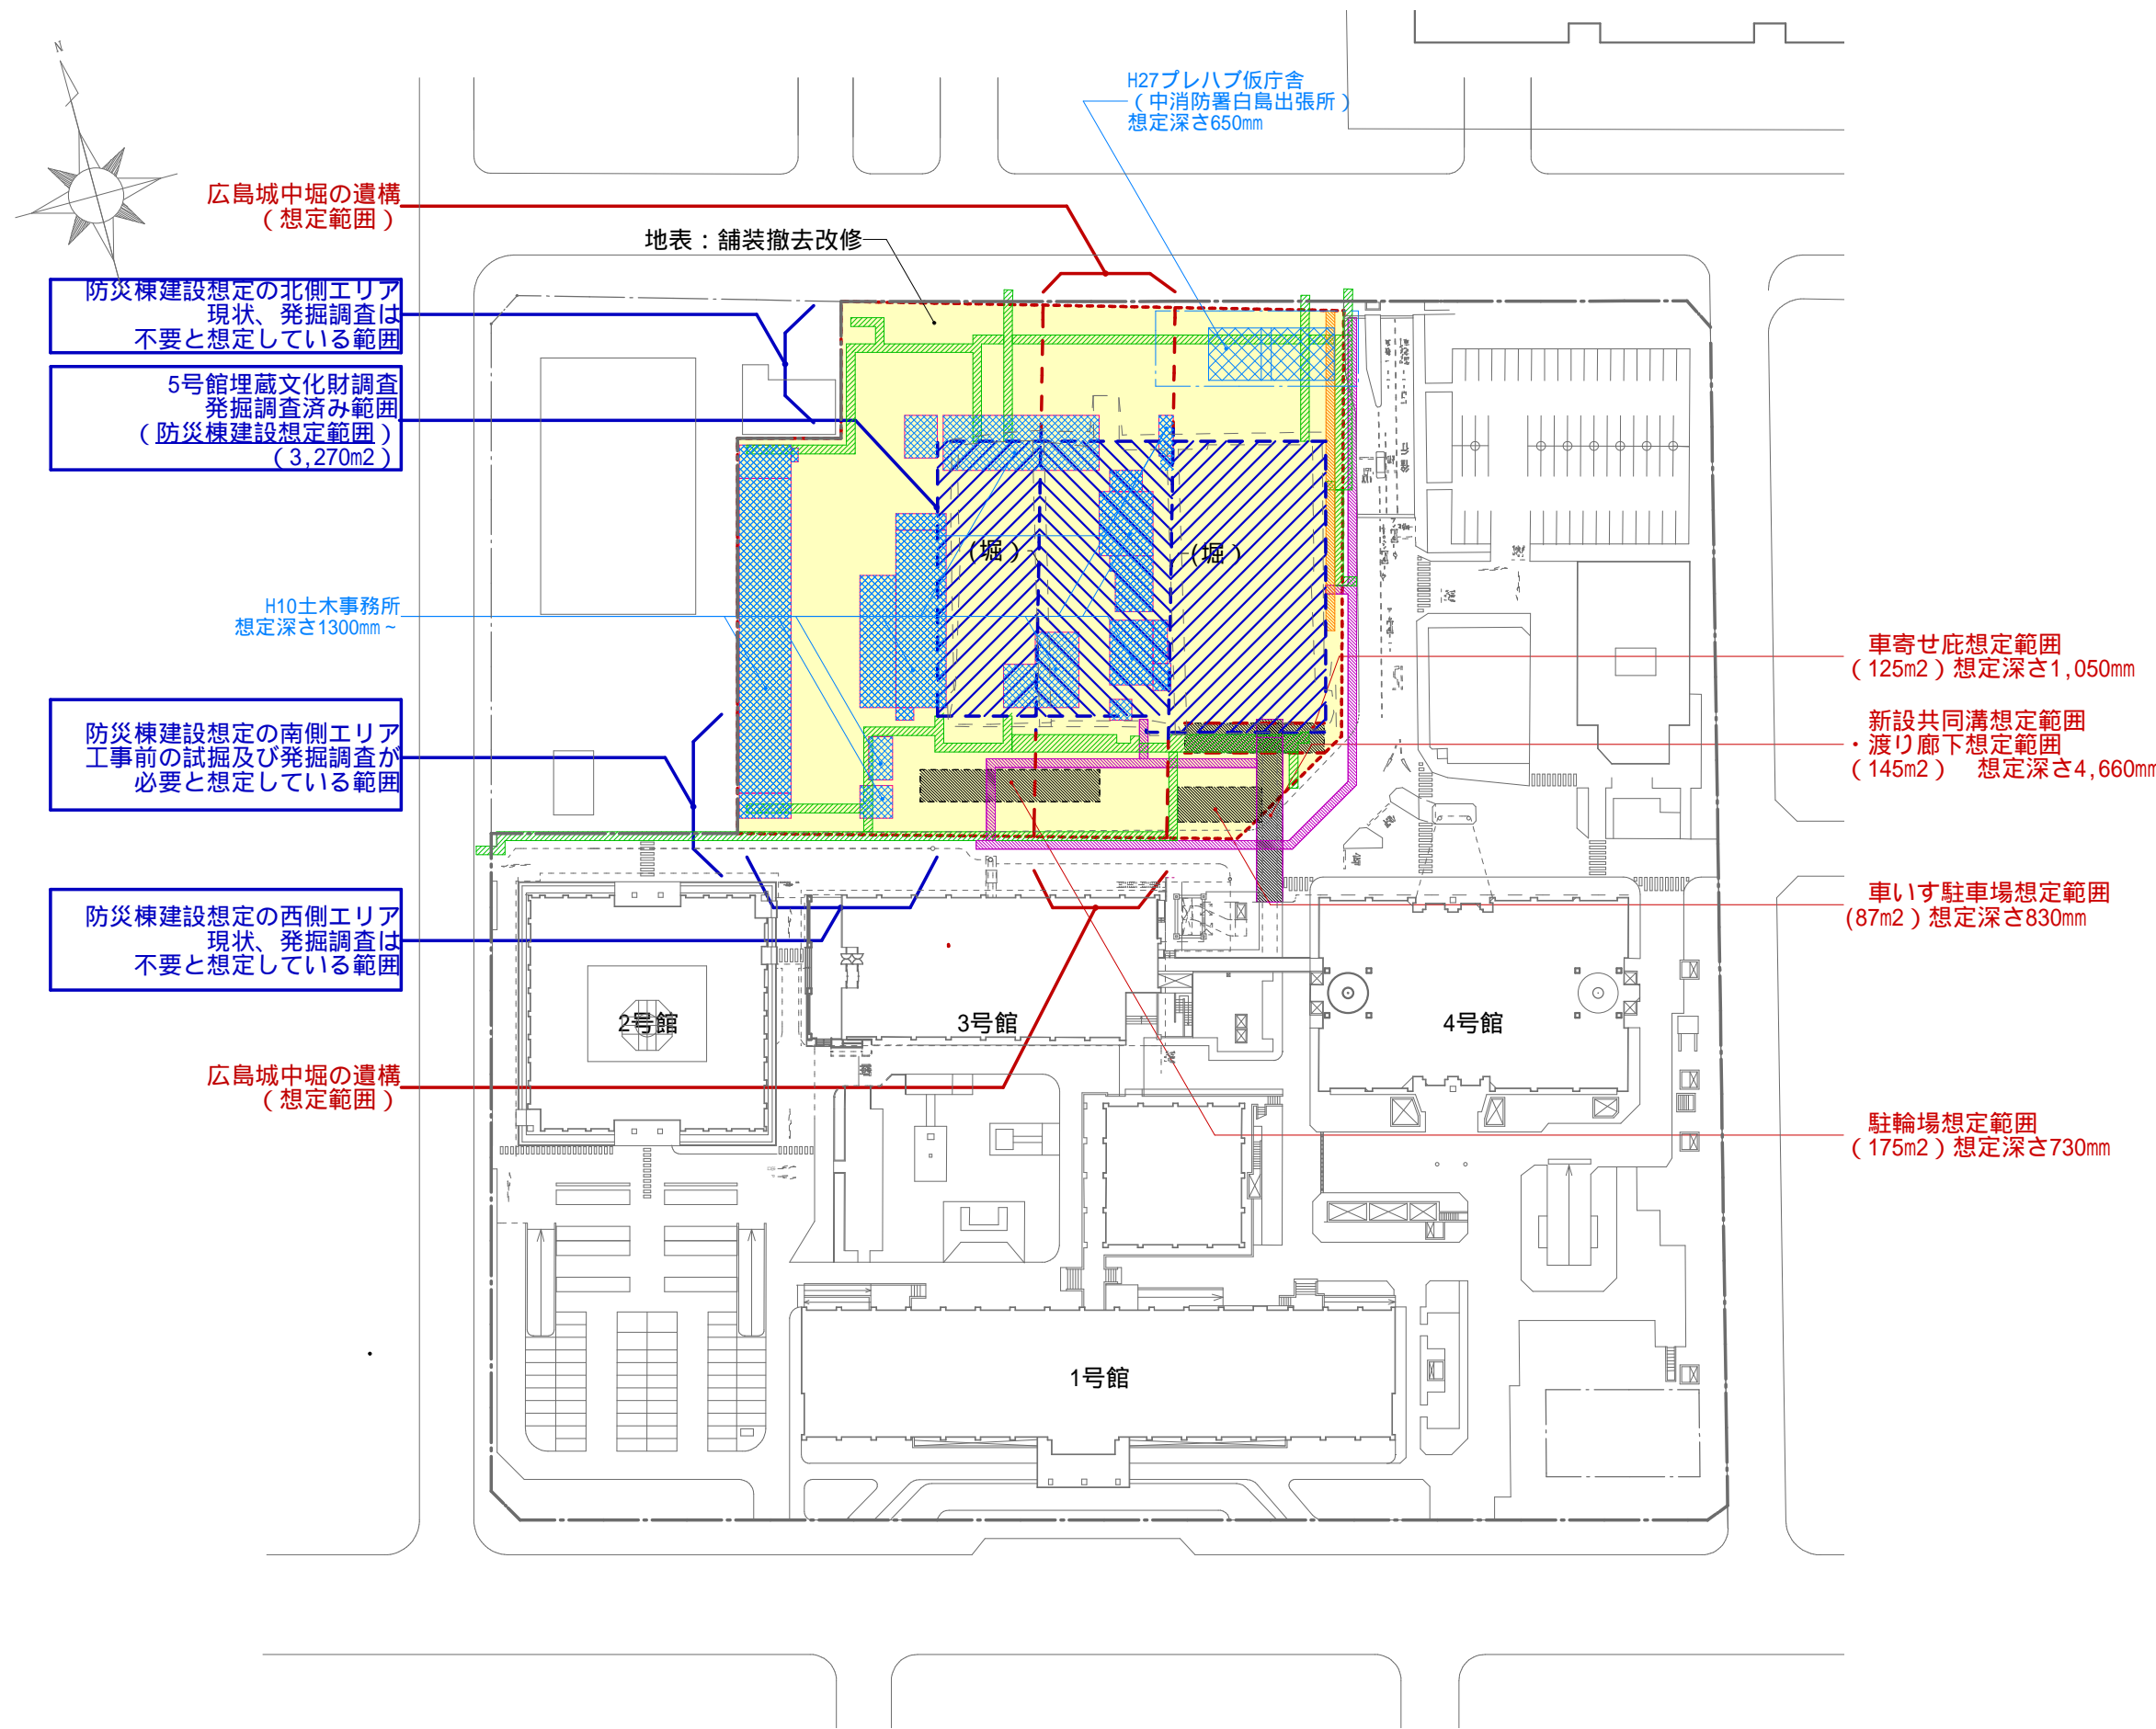 N
H27プレハブ仮庁舎
（中消防署白島出張所）
想定深さ650mm
広島城中堀の遺構
（想定範囲）
地表：舗装撤去改修
防災棟建設想定の北側エリア
現状、発掘調査は
不要と想定している範囲
5号館埋蔵文化財調査
発掘調査済み範囲
（防災棟建設想定範囲）
（3,270m2）
(堀）
(堀）
H10土木事務所
想定深さ1300mm～
車寄せ庇想定範囲
（125m2）想定深さ1,050mm
新設共同溝想定範囲
・渡り廊下想定範囲
（145m2）　想定深さ4,660mm
防災棟建設想定の南側エリア
工事前の試掘及び発掘調査が
必要と想定している範囲
車いす駐車場想定範囲
(87m2）想定深さ830mm
防災棟建設想定の西側エリア
現状、発掘調査は
不要と想定している範囲
2号館
3号館
4号館
広島城中堀の遺構
（想定範囲）
駐輪場想定範囲
（175m2）想定深さ730mm
1号館